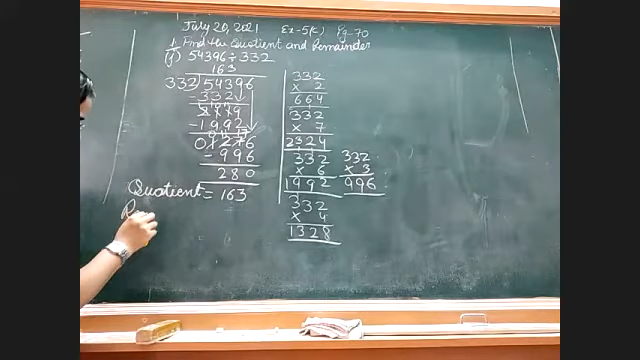 July 20, 2021 Ex-5(c) Pg-70
1. Find the Quotient and Remainder
(f) 54396 ÷ 332
163
332) 54396
- 332
2179
- 1992
01276
- 996
280
Quotient = 163
R
332
x 2
664
332
x 7
2324
332
x 6
1992
332
x 4
1328
332
x 3
996